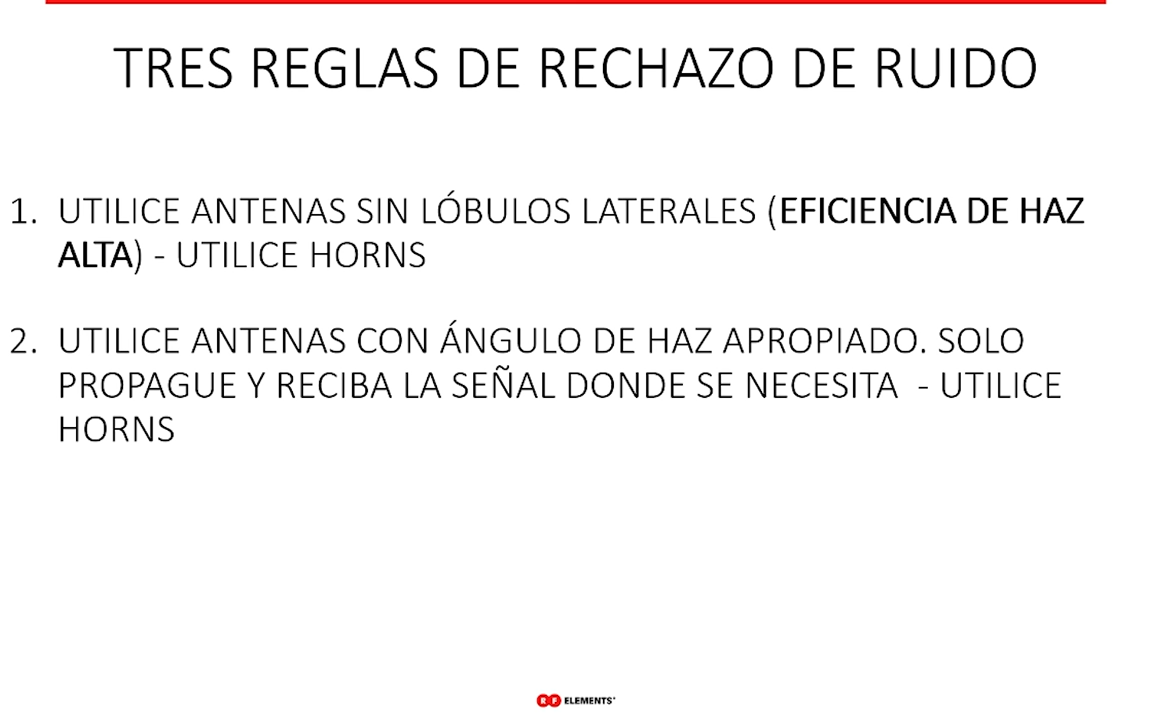 TRES REGLAS DE RECHAZO DE RUIDO
1. UTILICE ANTENAS SIN LÓBULOS LATERALES (EFICIENCIA DE HAZ
ALTA) - UTILICE HORNS
2. UTILICE ANTENAS CON ÁNGULO DE HAZ APROPIADO. SOLO
PROPAGUE Y RECIBA LA SEÑAL DONDE SE NECESITA - UTILICE
HORNS
RF ELEMENTS